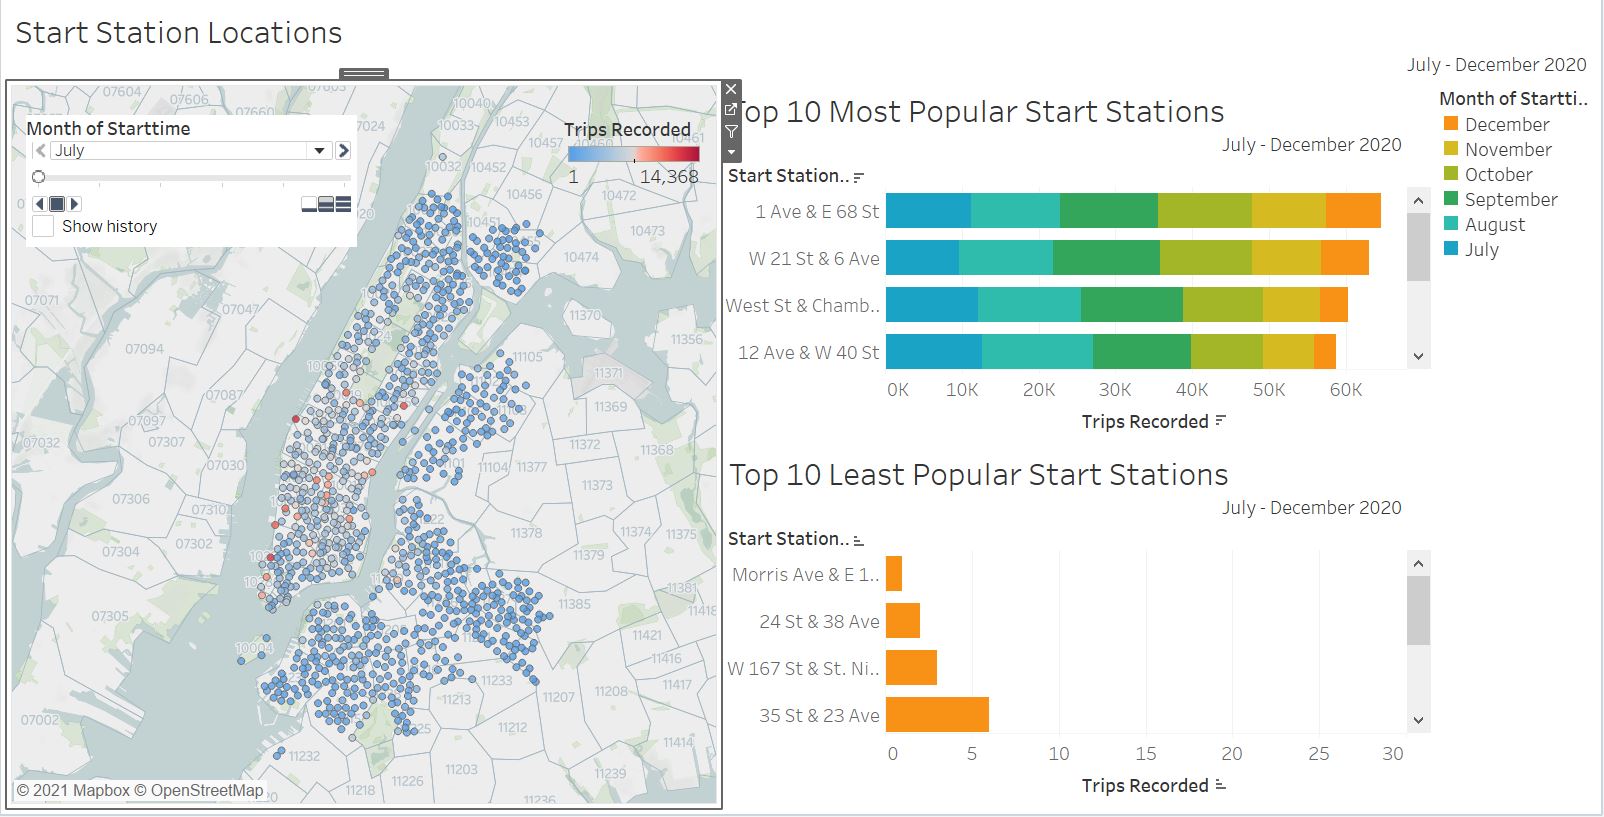 Start Station Locations
July - December 2020
Month of Startti..
December
November
October
September
August
July
Month of Starttime
July
Show history
Trips Recorded
1 14,368
07604
07606
07660
10040
10033
10453
10457
10460
10461
10032
10452
10456
10472
10451
10473
10474
07071
07047
11370
11356
07094
11105
11371
07087
11369
07097
07032
07307
11372
11368
07030
11104
11377
11373
07306
07310
11378
11375
07302
07304
11379
11381
07305
11385
11421
10004
11416
11233
11417
11207
11208
11213
07002
11212
11414
11232
11203
11239
11226
11218
11236
© 2021 Mapbox © OpenStreetMap
Top 10 Most Popular Start Stations
July - December 2020
Start Station..
1 Ave & E 68 St
W 21 St & 6 Ave
West St & Chamb..
12 Ave & W 40 St
0K 10K 20K 30K 40K 50K 60K
Trips Recorded
Top 10 Least Popular Start Stations
July - December 2020
Start Station..
Morris Ave & E 1..
24 St & 38 Ave
W 167 St & St. Ni..
35 St & 23 Ave
0 5 10 15 20 25 30
Trips Recorded